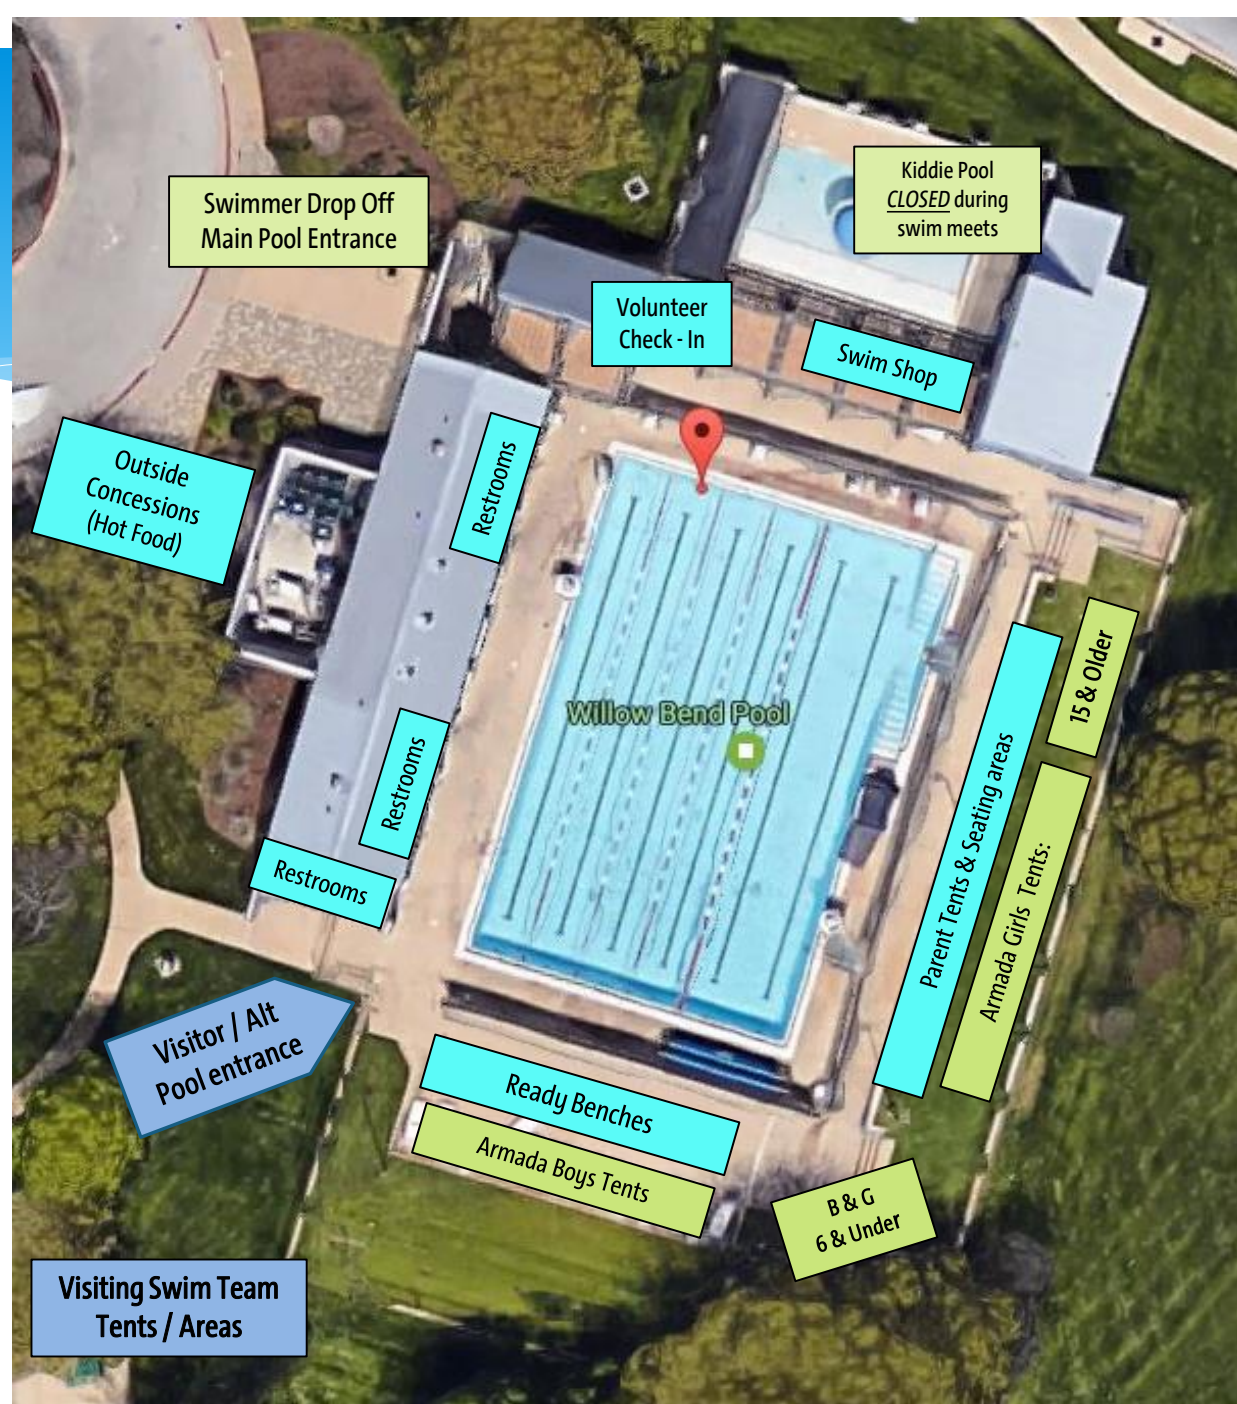 Swimmer Drop Off
Main Pool Entrance
Kiddie Pool
CLOSED during
swim meets
Volunteer
Check - In
Swim Shop
Outside
Concessions
(Hot Food)
Restrooms
15 & Older
Willow Bend Pool
Restrooms
Parent Tents & Seating areas
Armada Girls Tents:
Restrooms
Visitor / Alt
Pool entrance
Ready Benches
Armada Boys Tents
B & G
6 & Under
Visiting Swim Team
Tents / Areas